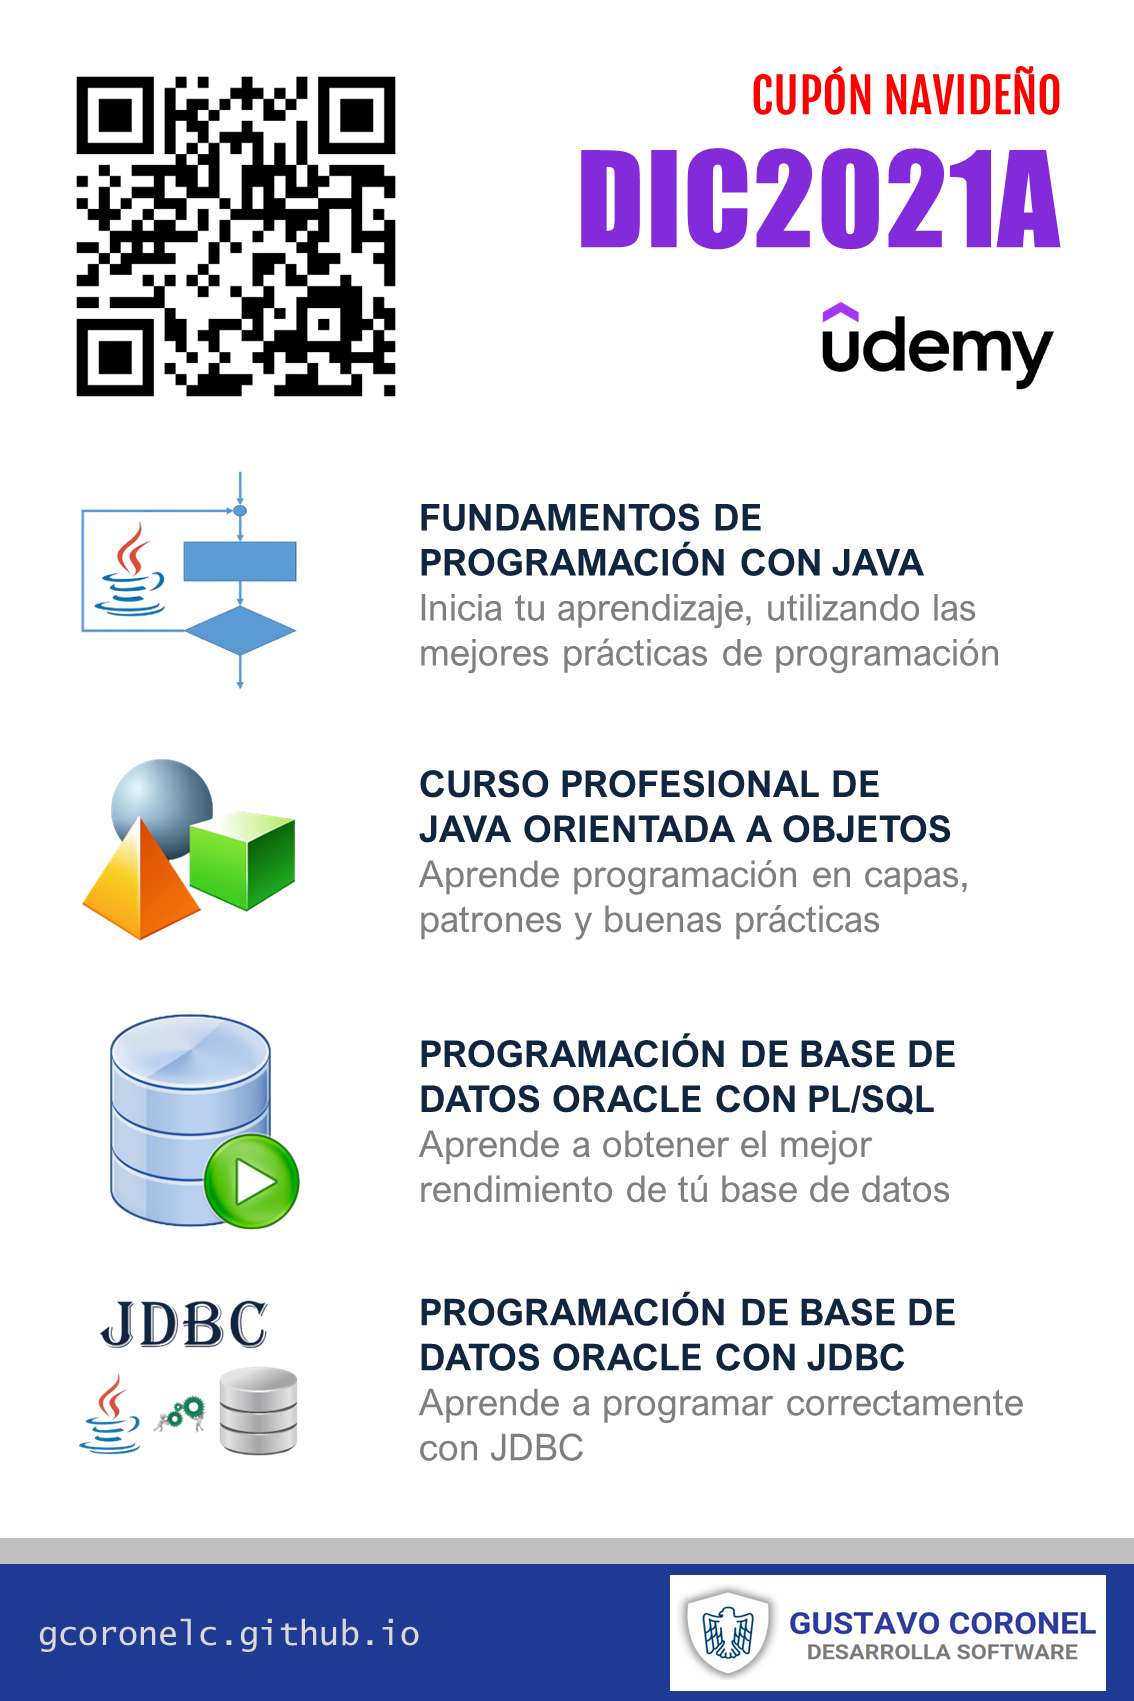 CUPÓN NAVIDEÑO
DIC2021A
udemy
FUNDAMENTOS DE
PROGRAMACIÓN CON JAVA
Inicia tu aprendizaje, utilizando las
mejores prácticas de programación
CURSO PROFESIONAL DE
JAVA ORIENTADA A OBJETOS
Aprende programación en capas,
patrones y buenas prácticas
PROGRAMACIÓN DE BASE DE
DATOS ORACLE CON PL/SQL
Aprende a obtener el mejor
rendimiento de tú base de datos
JDBC
PROGRAMACIÓN DE BASE DE
DATOS ORACLE CON JDBC
Aprende a programar correctamente
con JDBC
gcoronelc.github.io
GUSTAVO CORONEL
DESARROLLA SOFTWARE